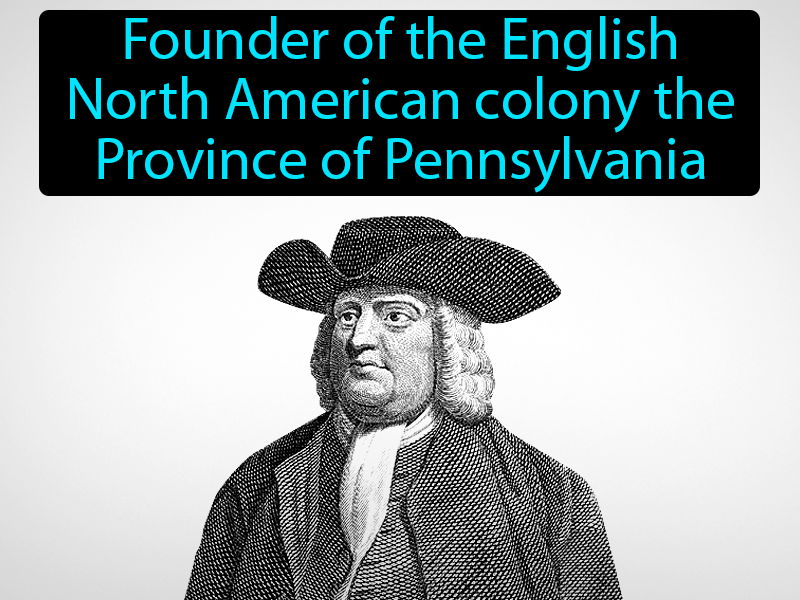 Founder of the English
North American colony the
Province of Pennsylvania